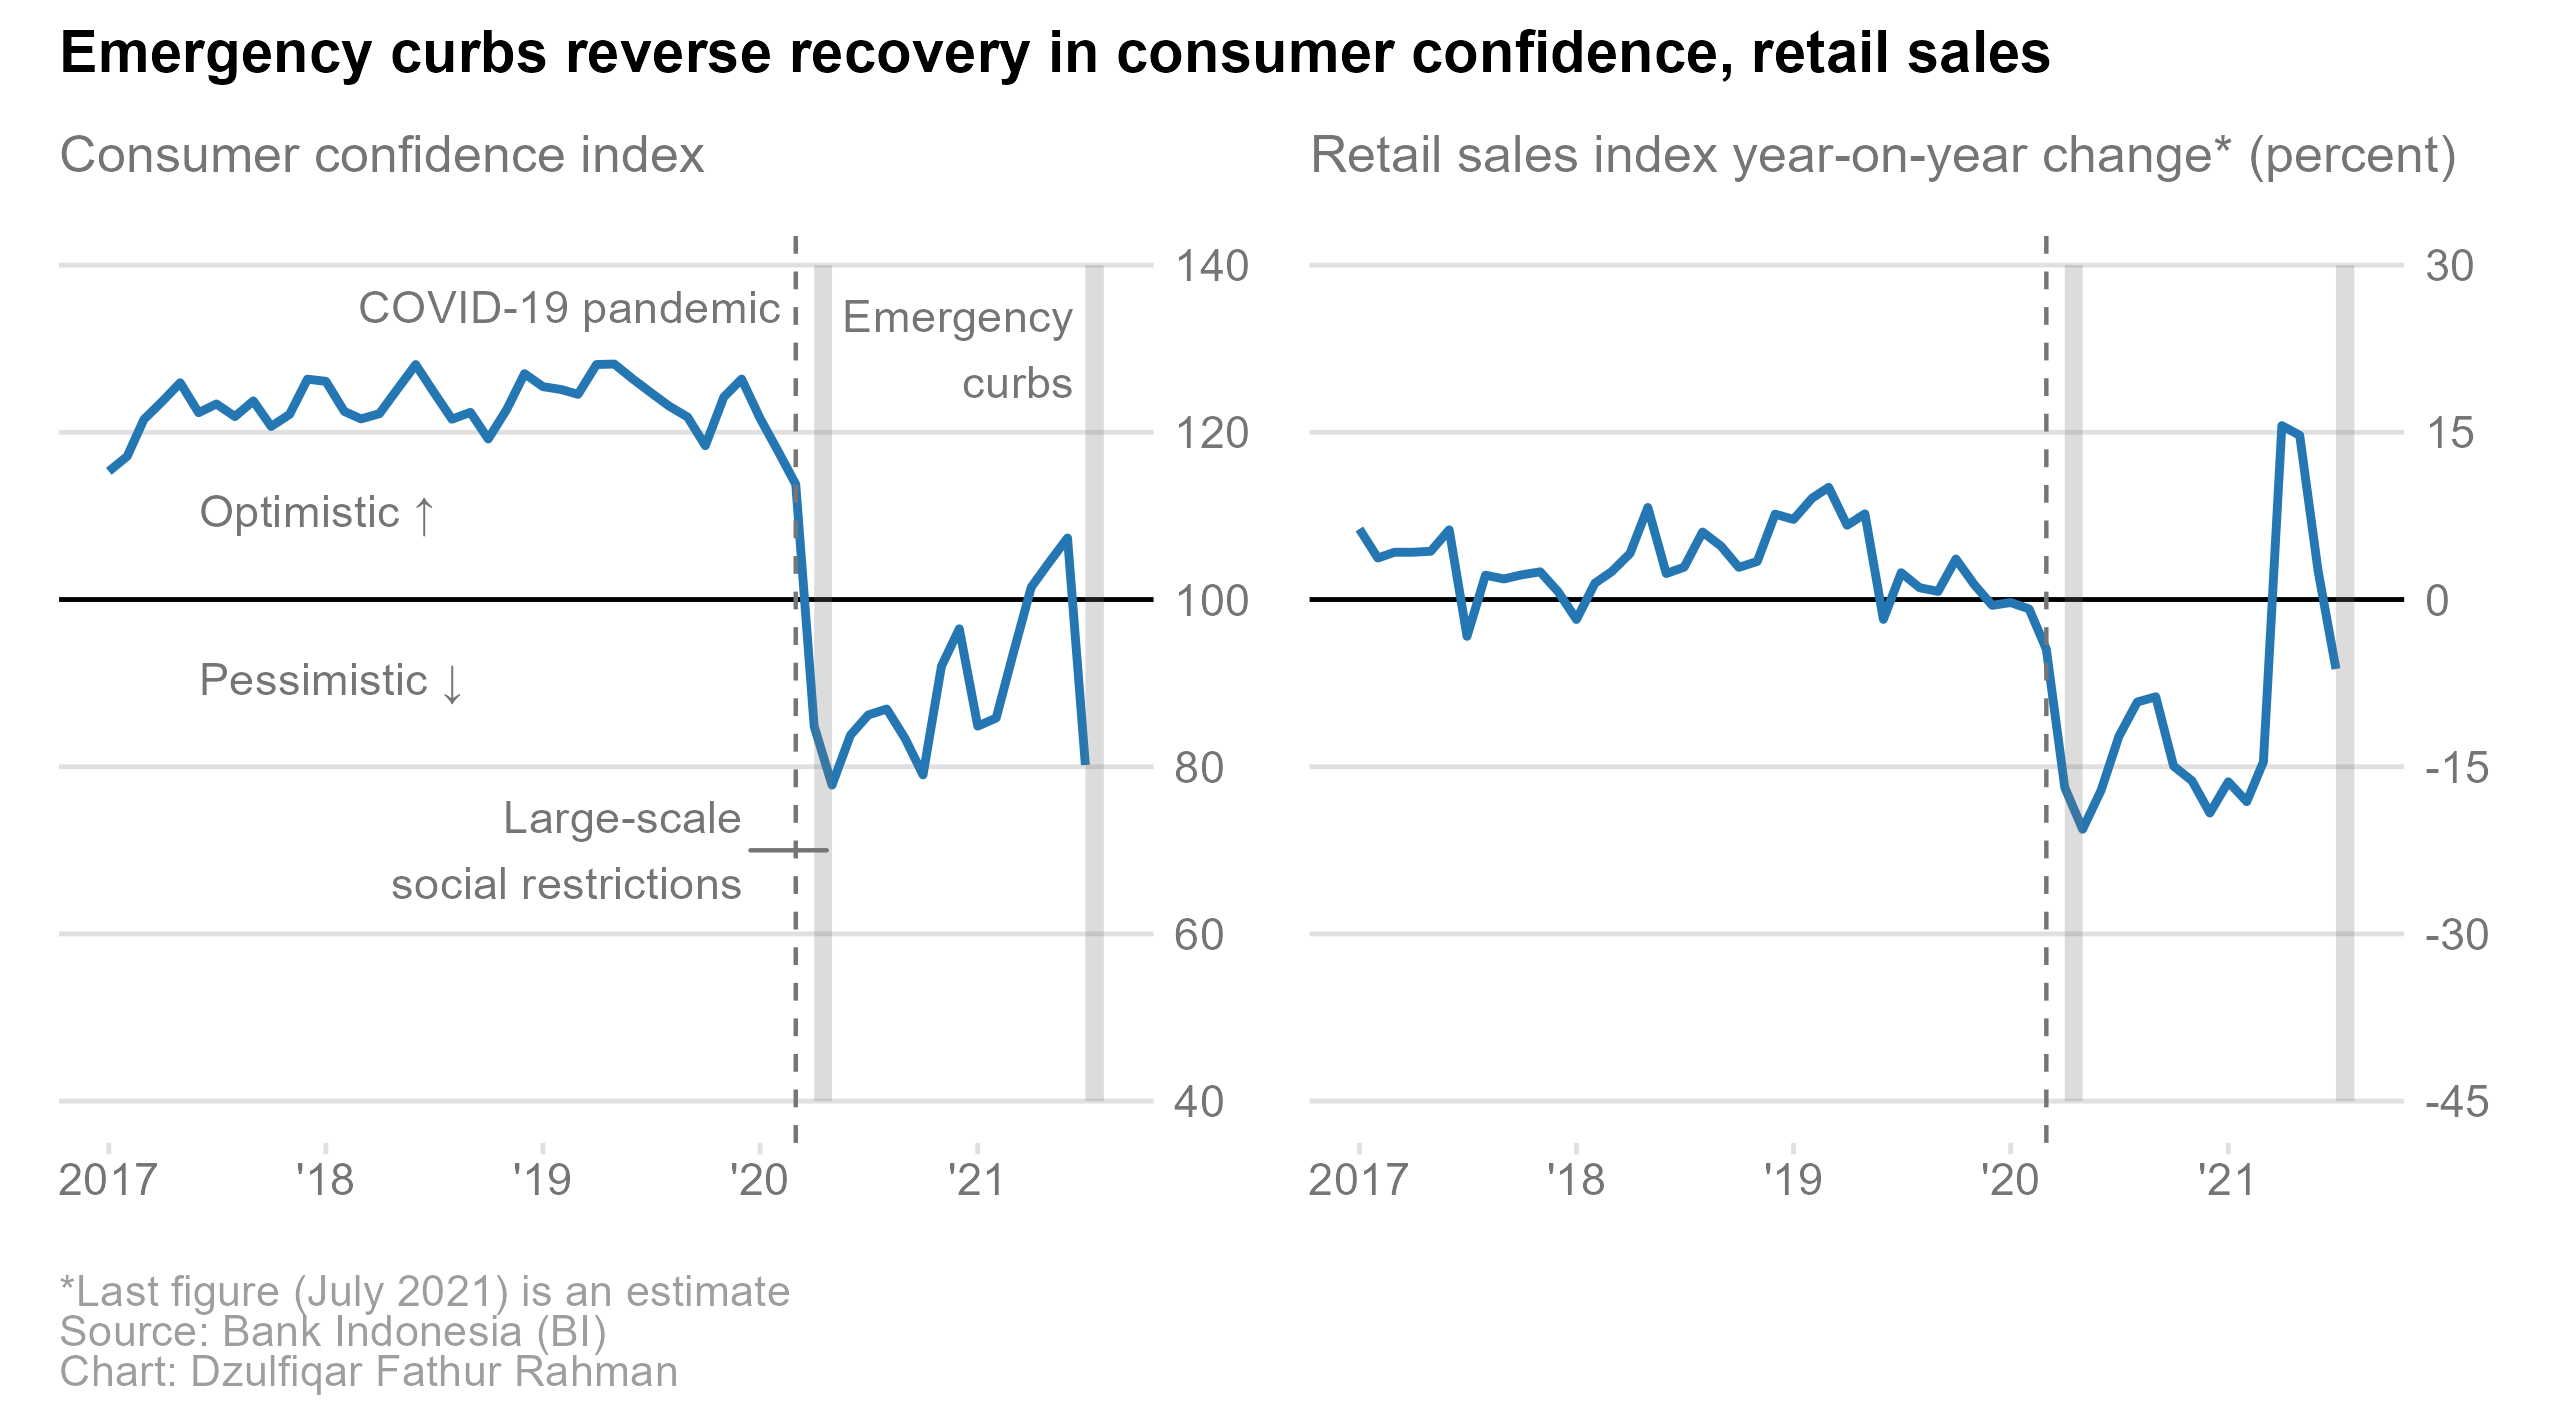 Emergency curbs reverse recovery in consumer confidence, retail sales
Consumer confidence index
140
120
100
80
60
40
COVID-19 pandemic
Emergency
curbs
Optimistic ↑
Pessimistic ↓
Large-scale
social restrictions
2017 '18 '19 '20 '21
Retail sales index year-on-year change* (percent)
30
15
0
-15
-30
-45
2017 '18 '19 '20 '21
*Last figure (July 2021) is an estimate
Source: Bank Indonesia (BI)
Chart: Dzulfiqar Fathur Rahman